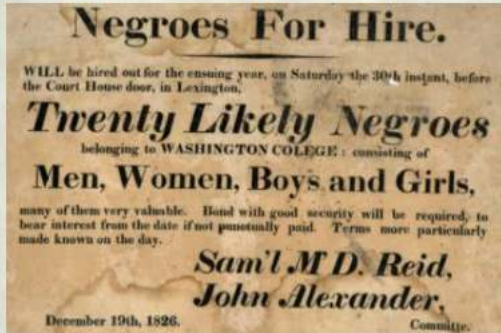 Negroes For Hire.
WILL be hired out for the ensuing year, on Saturday the 30th instant, before
the Court House door, in Lexington,
Twenty Likely Negroes
belonging to WASHINGTON COLEGE: consisting of
Men, Women, Boys and Girls,
many of them very valuable. Bond with good security will be required, to
bear interest from the date if not punctually paid. Terms more particularly
made known on the day.
Sam'l M'D. Reid,
John Alexander,
December 19th, 1826. Committe.